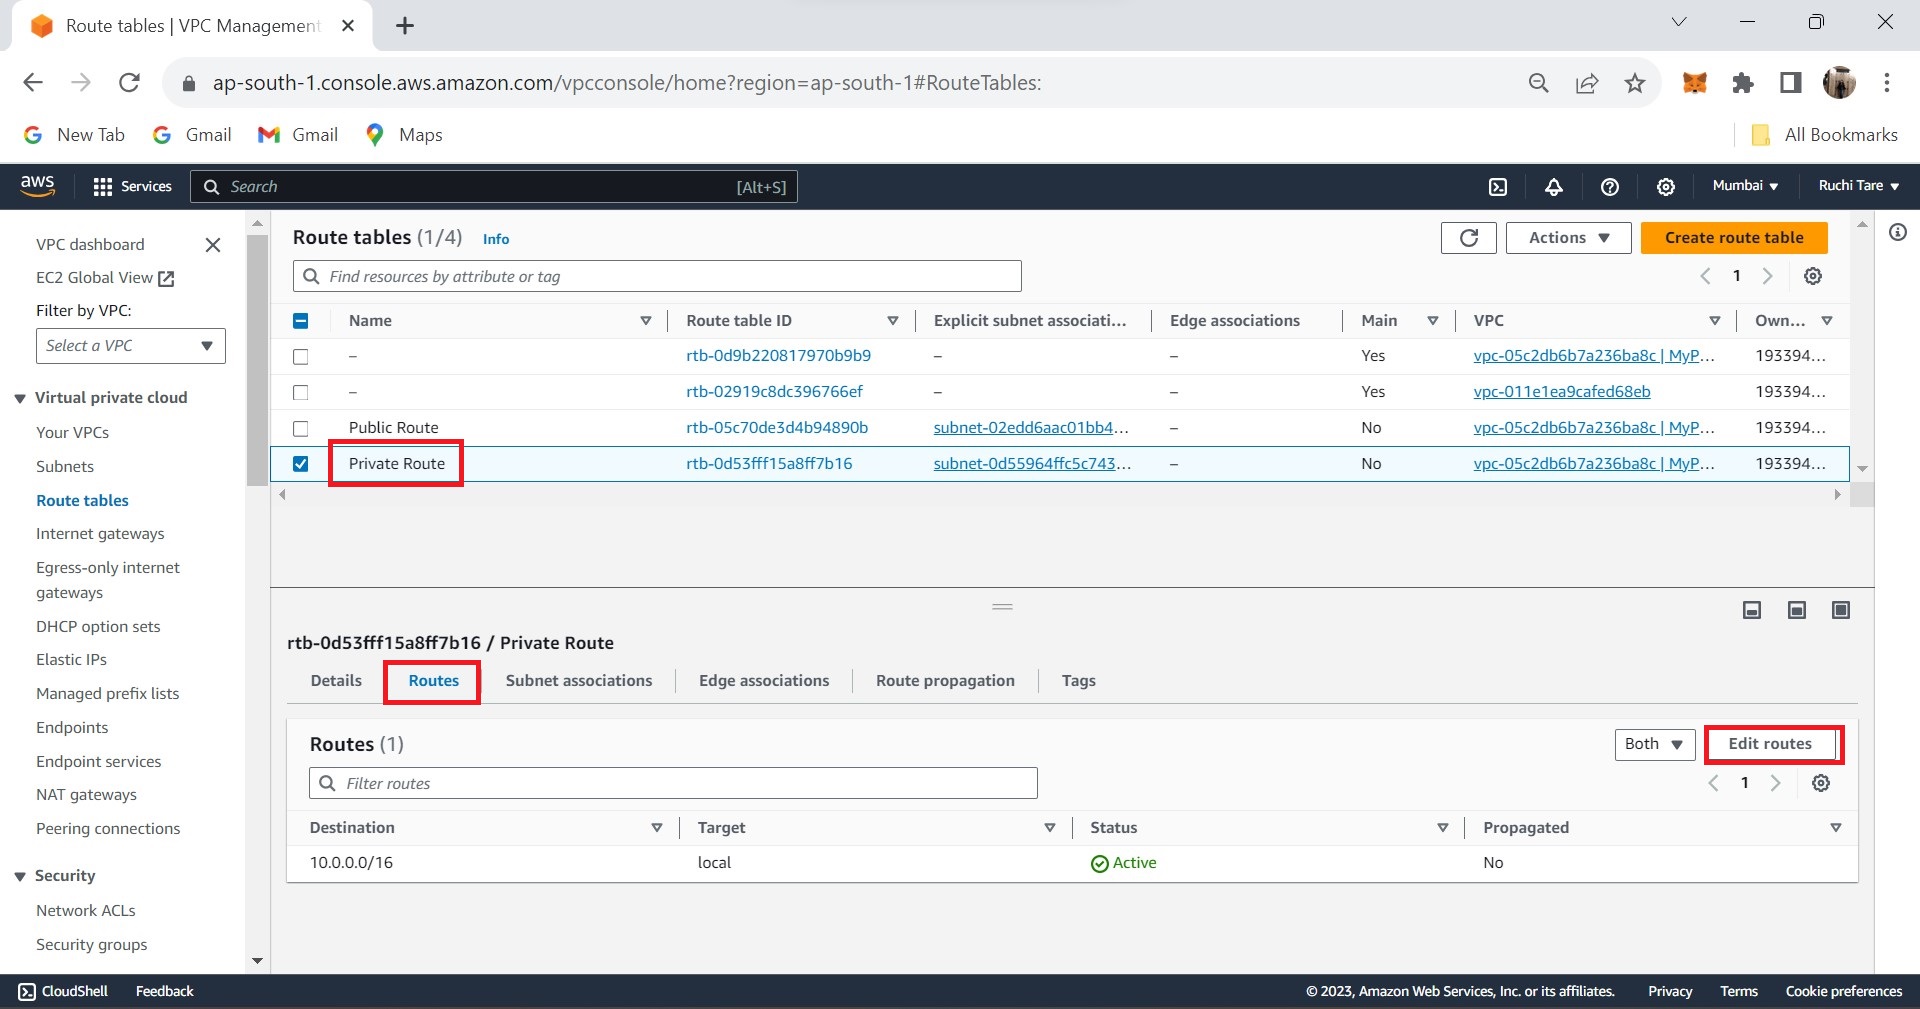 Route tables | VPC Management
ap-south-1.console.aws.amazon.com/vpcconsole/home?region=ap-south-1#RouteTables:
New Tab Gmail Gmail Maps All Bookmarks
aws Services Search [Alt+S] Mumbai Ruchi Tare
VPC dashboard
EC2 Global View
Filter by VPC:
Select a VPC
Virtual private cloud
Your VPCs
Subnets
Route tables
Internet gateways
Egress-only internet
gateways
DHCP option sets
Elastic IPs
Managed prefix lists
Endpoints
Endpoint services
NAT gateways
Peering connections
Security
Network ACLs
Security groups
Route tables (1/4) Info
Actions Create route table
Find resources by attribute or tag
1
Name Route table ID Explicit subnet associati... Edge associations Main VPC Own...
– rtb-0d9b220817970b9b9 – – Yes vpc-05c2db6b7a236ba8c | MyP... 193394...
– rtb-02919c8dc396766ef – – Yes vpc-011e1ea9cafed68eb 193394...
Public Route rtb-05c70de3d4b94890b subnet-02edd6aac01bb4... – No vpc-05c2db6b7a236ba8c | MyP... 193394...
Private Route rtb-0d53fff15a8ff7b16 subnet-0d55964ffc5c743... – No vpc-05c2db6b7a236ba8c | MyP... 193394...
rtb-0d53fff15a8ff7b16 / Private Route
Details Routes Subnet associations Edge associations Route propagation Tags
Routes (1)
Both Edit routes
Filter routes
1
Destination Target Status Propagated
10.0.0.0/16 local Active No
CloudShell Feedback © 2023, Amazon Web Services, Inc. or its affiliates. Privacy Terms Cookie preferences